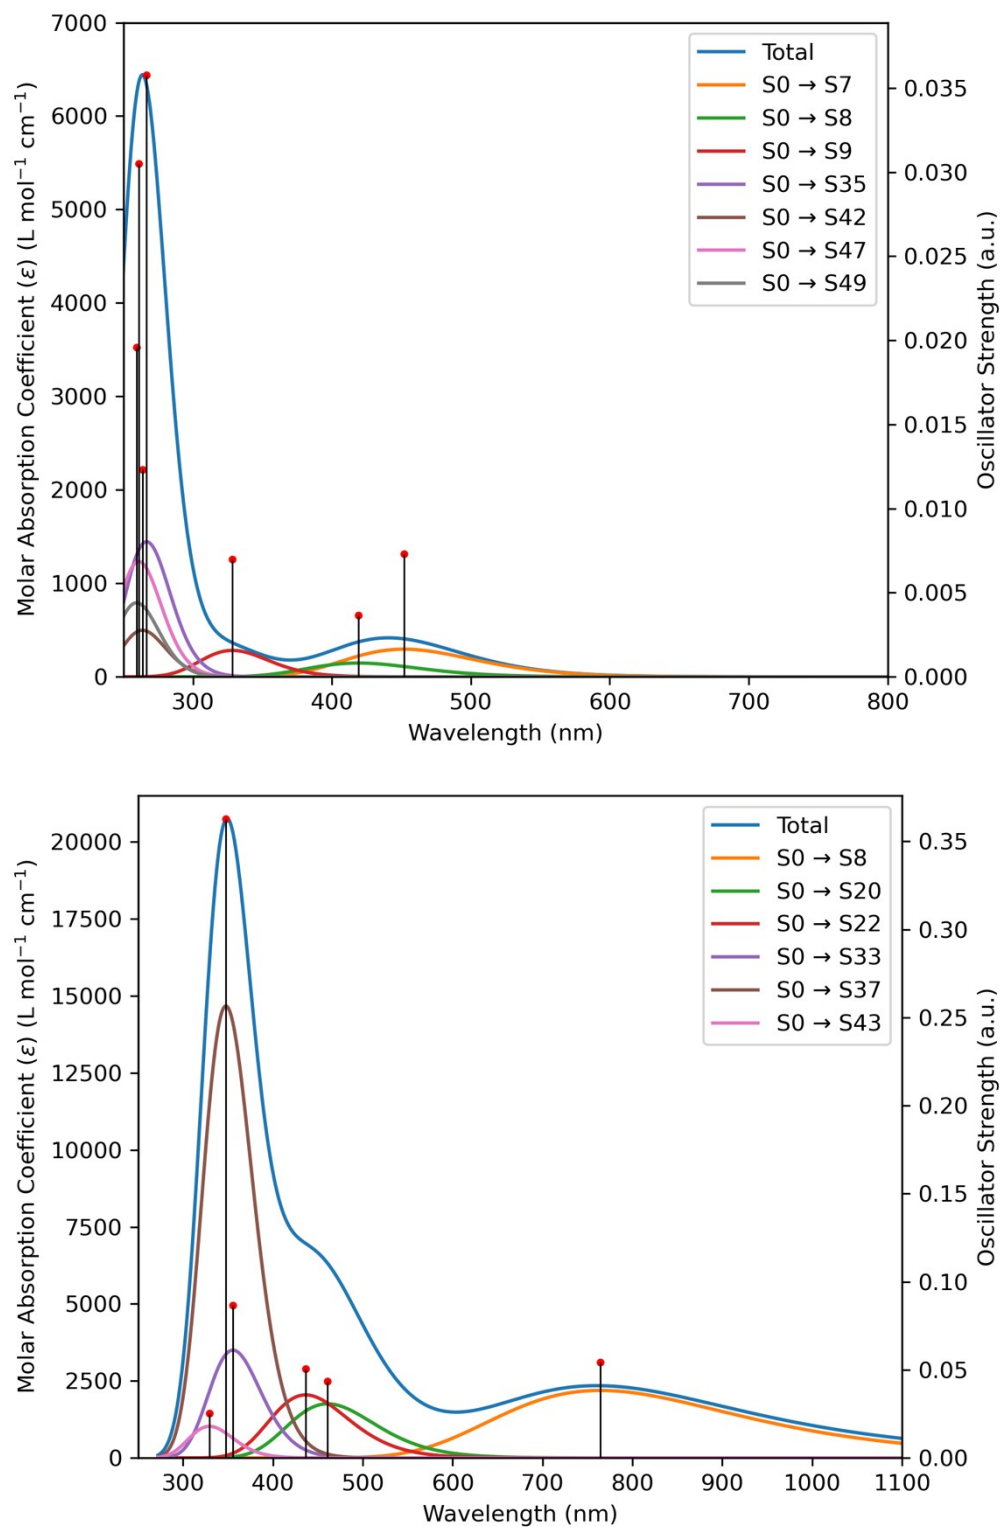 7000
6000
5000
4000
3000
2000
1000
0
Molar Absorption Coefficient (ε) (L mol⁻¹ cm⁻¹)
Total
S0 → S7
S0 → S8
S0 → S9
S0 → S35
S0 → S42
S0 → S47
S0 → S49
0.035
0.030
0.025
0.020
0.015
0.010
0.005
0.000
Oscillator Strength (a.u.)
300 400 500 600 700 800
Wavelength (nm)
20000
17500
15000
12500
10000
7500
5000
2500
0
Molar Absorption Coefficient (ε) (L mol⁻¹ cm⁻¹)
Total
S0 → S8
S0 → S20
S0 → S22
S0 → S33
S0 → S37
S0 → S43
0.35
0.30
0.25
0.20
0.15
0.10
0.05
0.00
Oscillator Strength (a.u.)
300 400 500 600 700 800 900 1000 1100
Wavelength (nm)